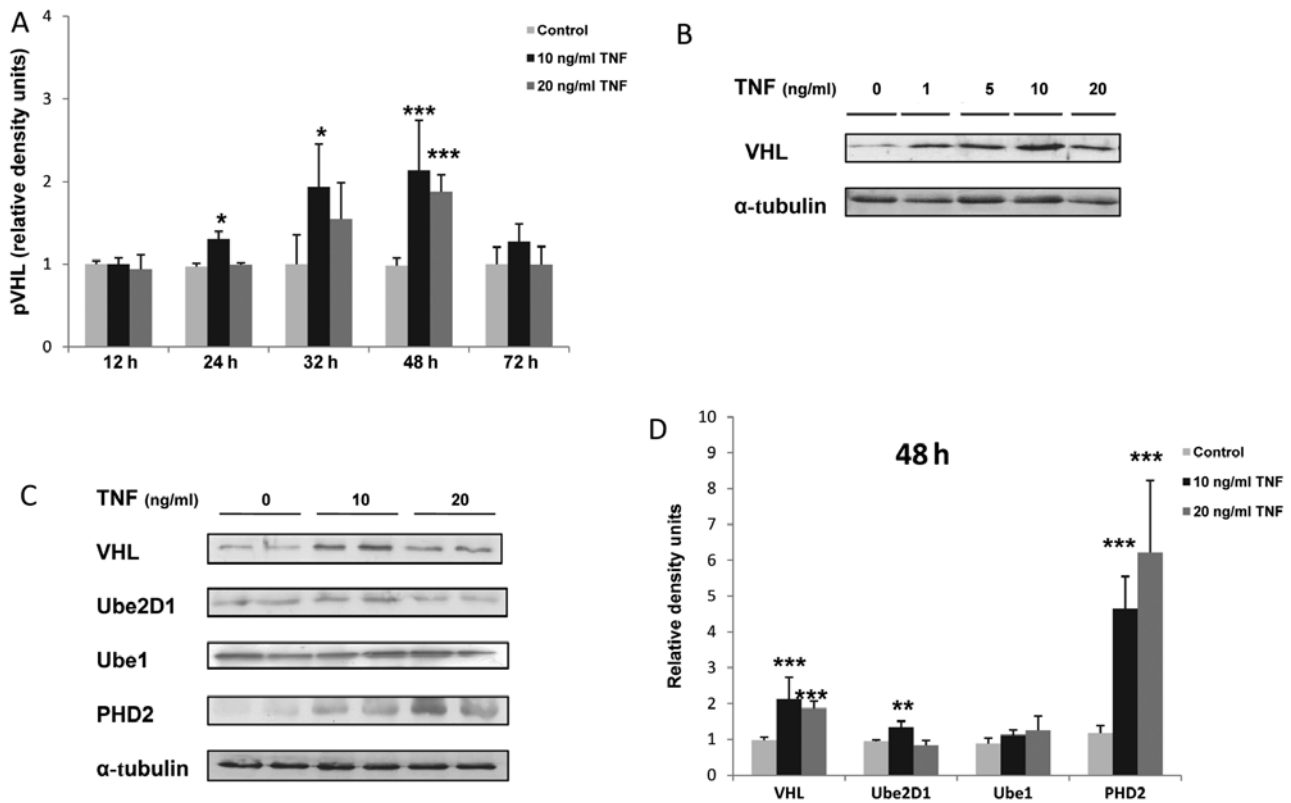 A
pVHL (relative density units)
4
3
2
1
0
Control
10 ng/ml TNF
20 ng/ml TNF
*
*
***
***
12 h
24 h
32 h
48 h
72 h
B
TNF (ng/ml) 0 1 5 10 20
VHL
α-tubulin
C
TNF (ng/ml) 0 10 20
VHL
Ube2D1
Ube1
PHD2
α-tubulin
D
48 h
Relative density units
10
9
8
7
6
5
4
3
2
1
0
Control
10 ng/ml TNF
20 ng/ml TNF
***
***
**
***
***
VHL
Ube2D1
Ube1
PHD2